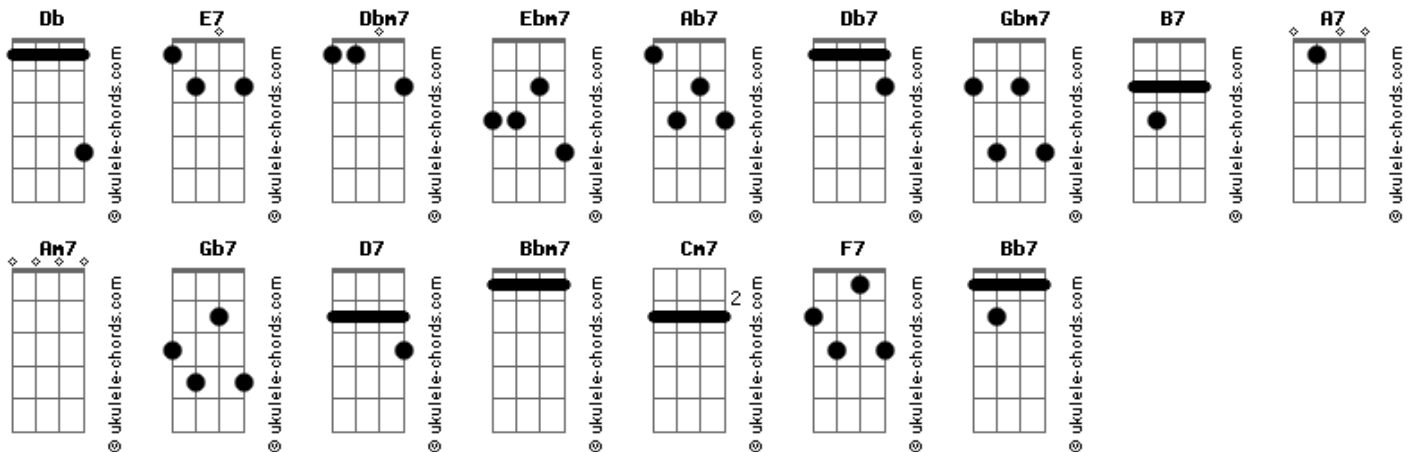 Db E7 Dbm7 Ebm7 Ab7 Db7 Gbm7 B7 A7
© ukulele-chords.com © ukulele-chords.com © ukulele-chords.com © ukulele-chords.com © ukulele-chords.com © ukulele-chords.com © ukulele-chords.com © ukulele-chords.com © ukulele-chords.com
Am7 Gb7 D7 Bbm7 Cm7 F7 Bb7
2
© ukulele-chords.com © ukulele-chords.com © ukulele-chords.com © ukulele-chords.com © ukulele-chords.com © ukulele-chords.com © ukulele-chords.com